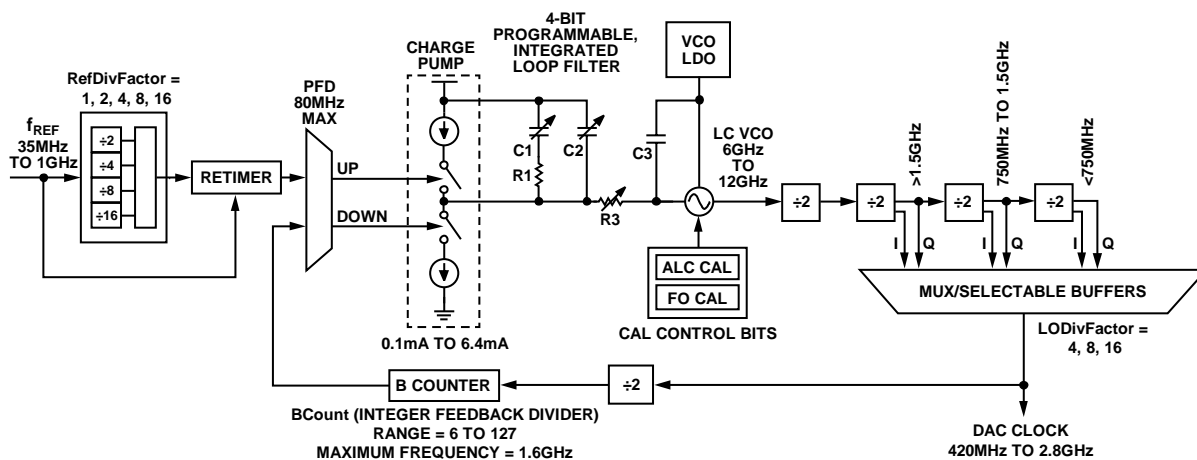 4-BIT
PROGRAMMABLE,
INTEGRATED
LOOP FILTER
VCO
LDO
CHARGE
PUMP
RefDivFactor =
1, 2, 4, 8, 16
PFD
80MHz
MAX
fREF
35MHz
TO 1GHz
÷2
÷4
÷8
÷16
RETIMER
UP
DOWN
C1
R1
C2
R3
C3
LC VCO
6GHz
TO
12GHz
÷2
÷2
>1.5GHz
÷2
750MHz TO 1.5GHz
÷2
<750MHz
I
Q
I
Q
I
Q
ALC CAL
FO CAL
CAL CONTROL BITS
MUX/SELECTABLE BUFFERS
LODivFactor =
4, 8, 16
0.1mA TO 6.4mA
B COUNTER
÷2
BCount (INTEGER FEEDBACK DIVIDER)
RANGE = 6 TO 127
MAXIMUM FREQUENCY = 1.6GHz
DAC CLOCK
420MHz TO 2.8GHz